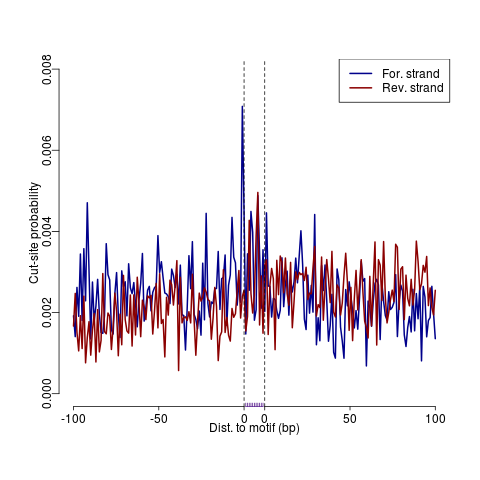 For. strand
Rev. strand
Cut-site probability
0.008
0.006
0.004
0.002
0.000
-100 -50 0 0 50 100
Dist. to motif (bp)